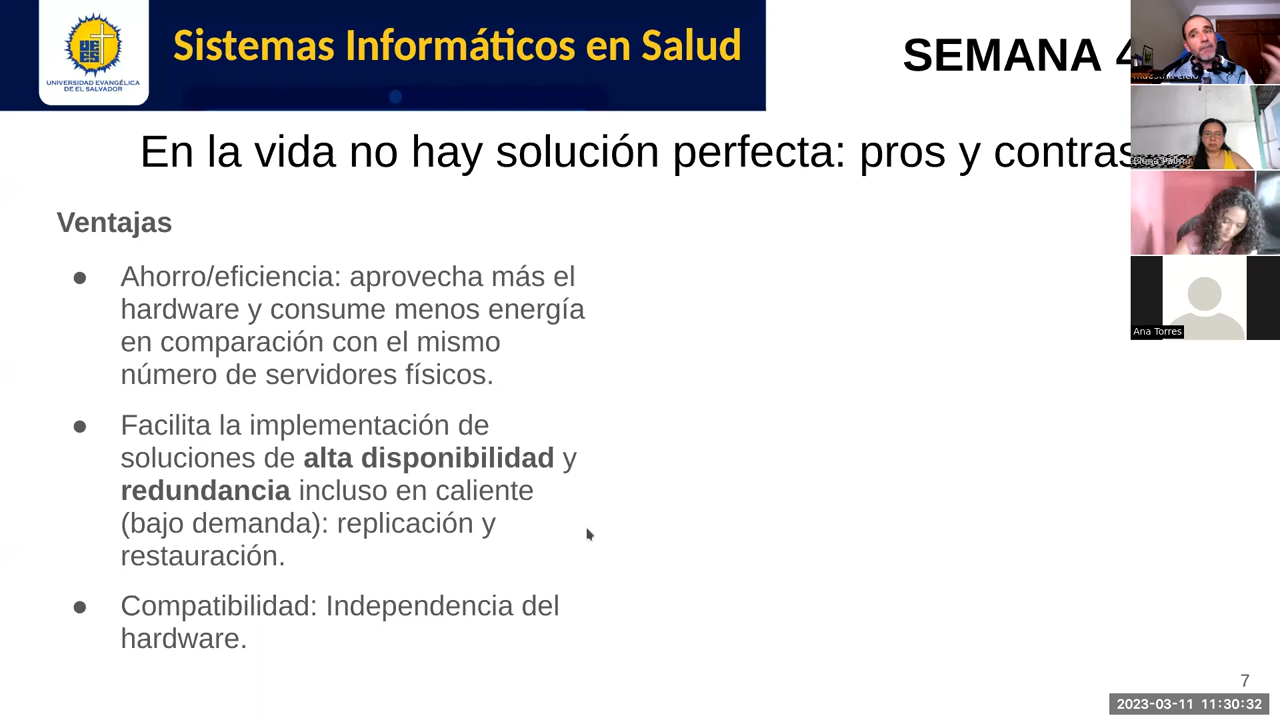 Sistemas Informáticos en Salud
UNIVERSIDAD EVANGÉLICA
DE EL SALVADOR
SEMANA 4
En la vida no hay solución perfecta: pros y contras
Ventajas
● Ahorro/eficiencia: aprovecha más el
hardware y consume menos energía
en comparación con el mismo
número de servidores físicos.
● Facilita la implementación de
soluciones de alta disponibilidad y
redundancia incluso en caliente
(bajo demanda): replicación y
restauración.
● Compatibilidad: Independencia del
hardware.
Ana Torres
7
2023-03-11 11:30:32